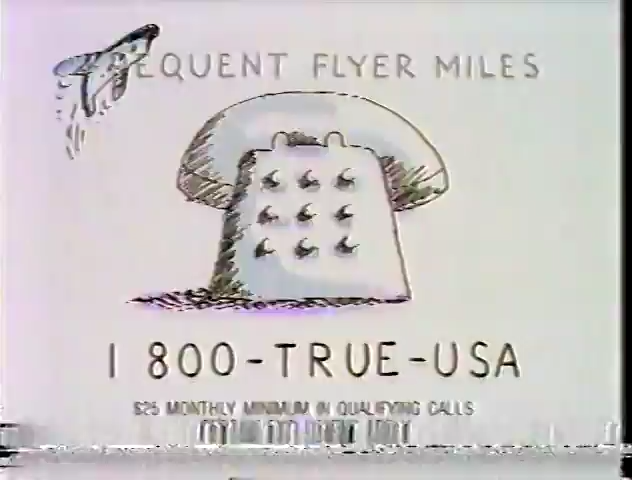 EQUENT FLYER MILES
1 800-TRUE-USA
$25 MONTHLY MINIMUM IN QUALIFYING CALLS